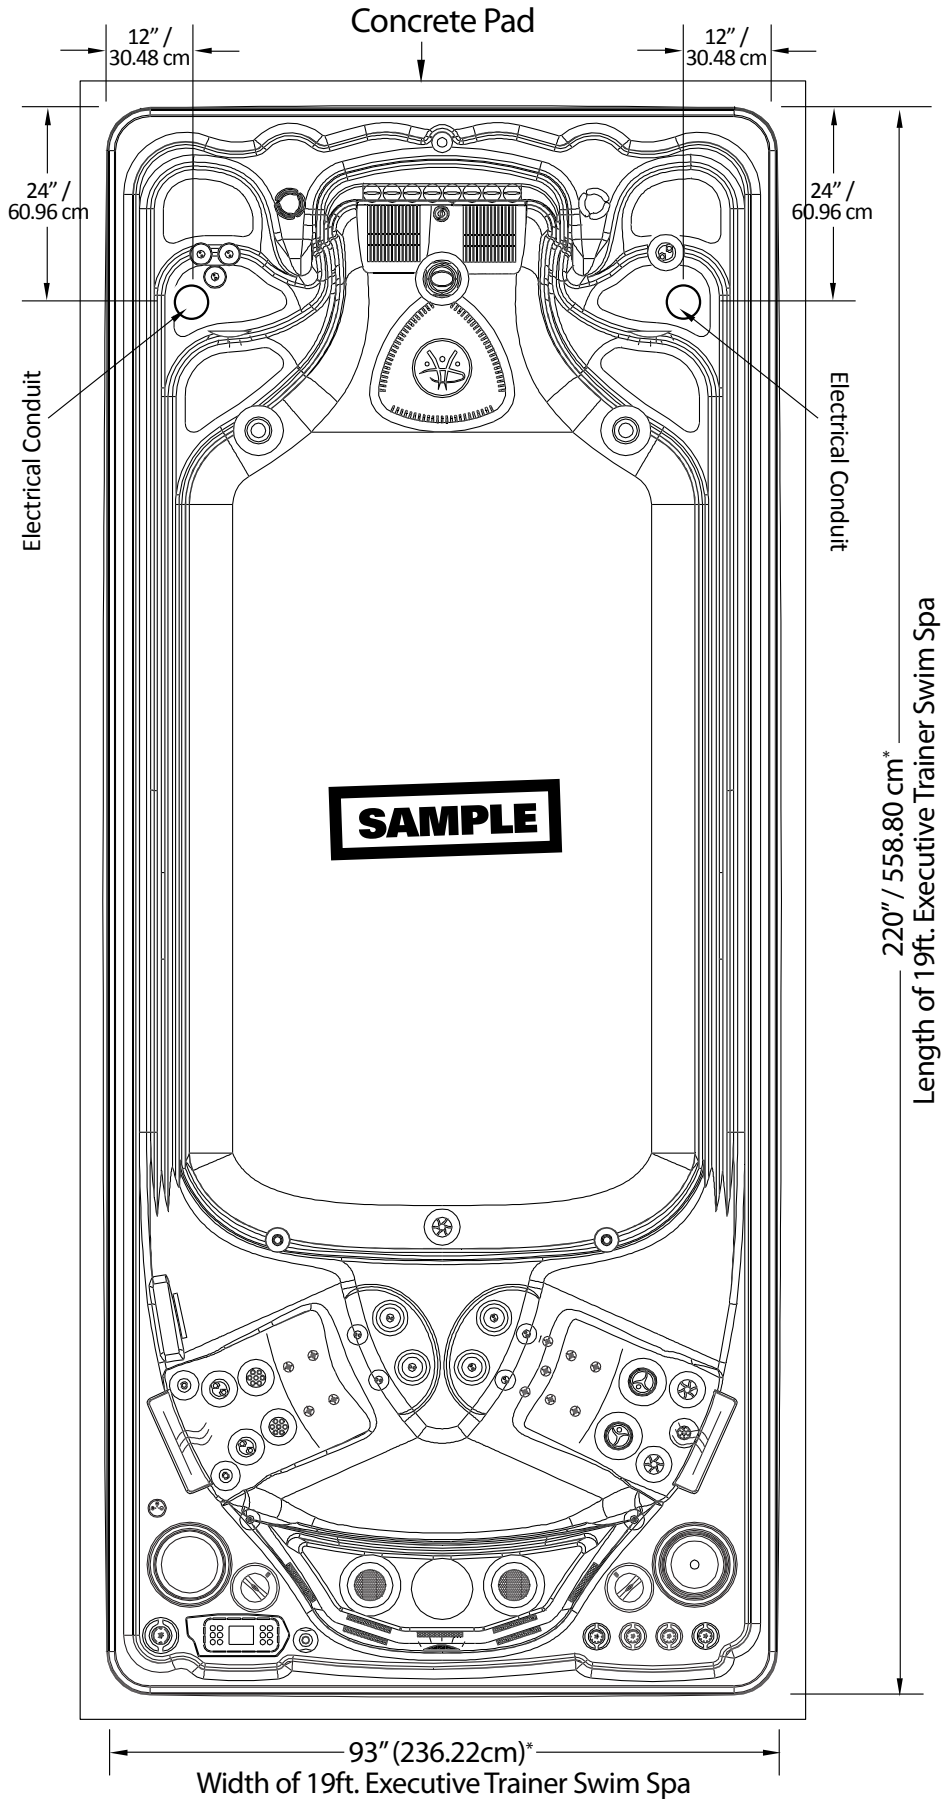 Concrete Pad
12” /
30.48 cm
12” /
30.48 cm
24” /
60.96 cm
24” /
60.96 cm
Electrical Conduit
Electrical Conduit
SAMPLE
220” / 558.80 cm*
Length of 19ft. Executive Trainer Swim Spa
93” (236.22cm)*
Width of 19ft. Executive Trainer Swim Spa